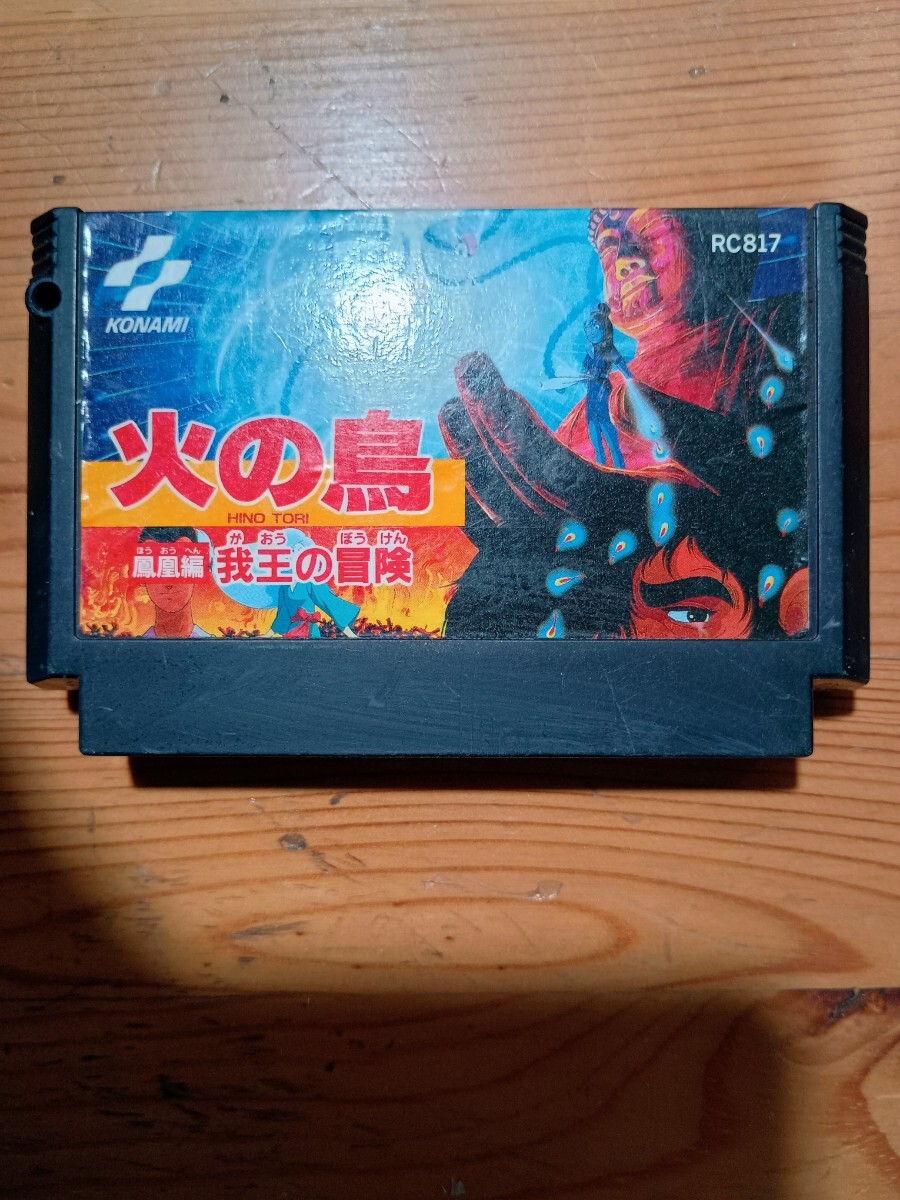 RC817
KONAMI
火の鳥
HINO TORI
ほう おう へん が おう ぼう けん
鳳凰編 我王の冒険